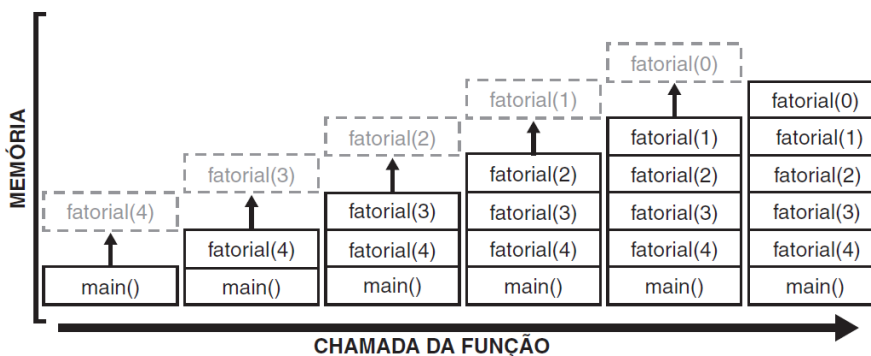 MEMÓRIA
fatorial(0)
fatorial(0)
fatorial(1)
fatorial(1)
fatorial(1)
fatorial(2)
fatorial(2)
fatorial(2)
fatorial(2)
fatorial(3)
fatorial(3)
fatorial(3)
fatorial(3)
fatorial(3)
fatorial(4)
fatorial(4)
fatorial(4)
fatorial(4)
fatorial(4)
fatorial(4)
main()
main()
main()
main()
main()
main()
CHAMADA DA FUNÇÃO